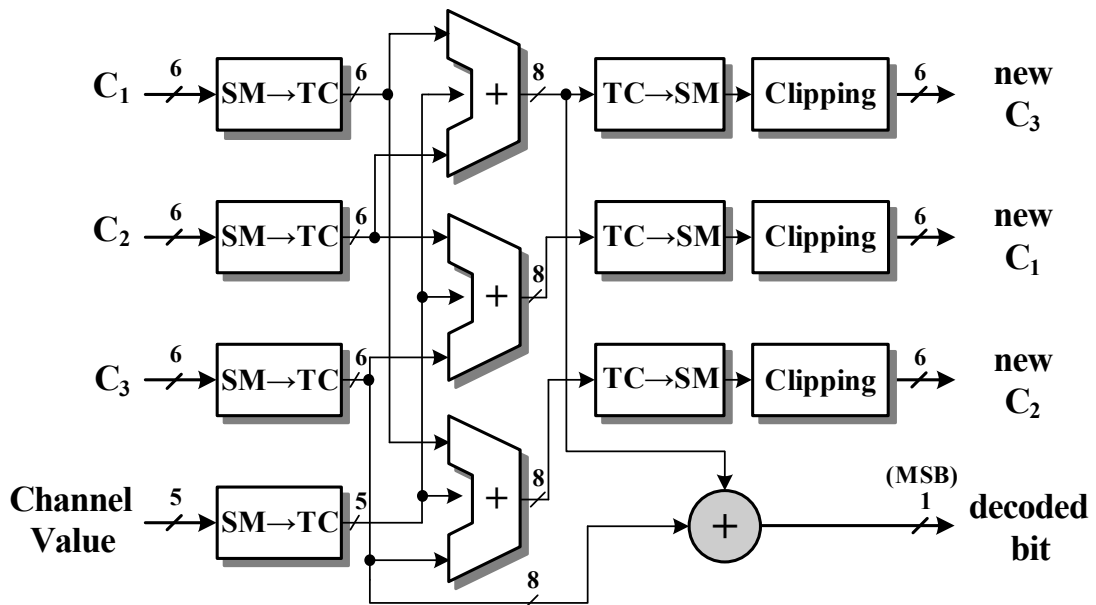 C1 6 SM→TC 6 + 8 TC→SM Clipping 6 new C3
C2 6 SM→TC 6 + 8 TC→SM Clipping 6 new C1
C3 6 SM→TC 6 + 8 TC→SM Clipping 6 new C2
Channel Value 5 SM→TC 5 + (MSB) 1 decoded bit
8